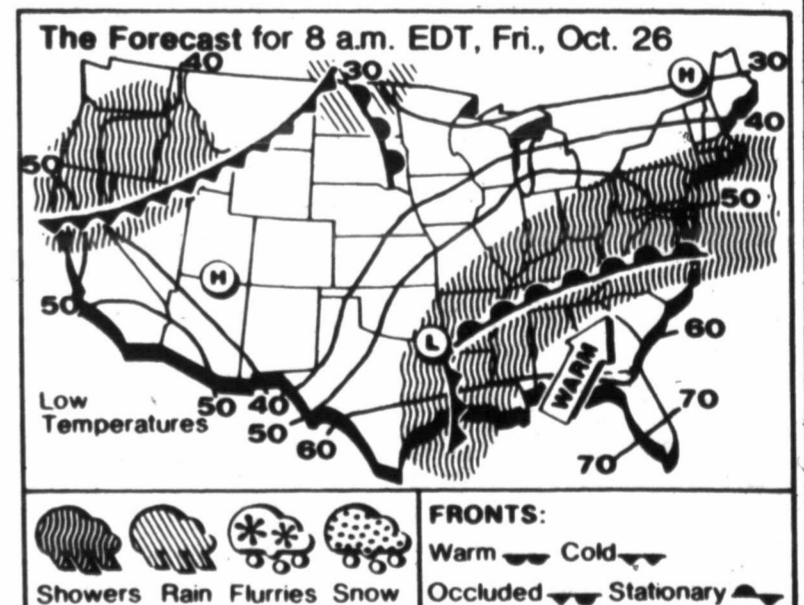 The Forecast for 8 a.m. EDT, Fri., Oct. 26
40
30
H
30
40
50
50
H
50
L
60
WARM
Low
Temperatures
50
40
50
60
70
70
Showers Rain Flurries Snow
FRONTS:
Warm Cold
Occluded Stationary